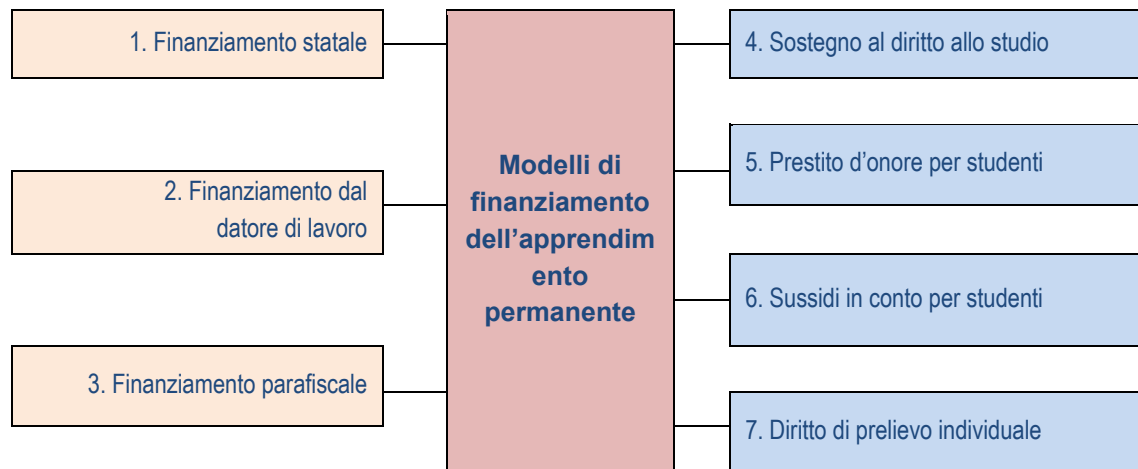 1. Finanziamento statale
2. Finanziamento dal
datore di lavoro
3. Finanziamento parafiscale
Modelli di
finanziamento
dell’apprendim
ento
permanente
4. Sostegno al diritto allo studio
5. Prestito d’onore per studenti
6. Sussidi in conto per studenti
7. Diritto di prelievo individuale